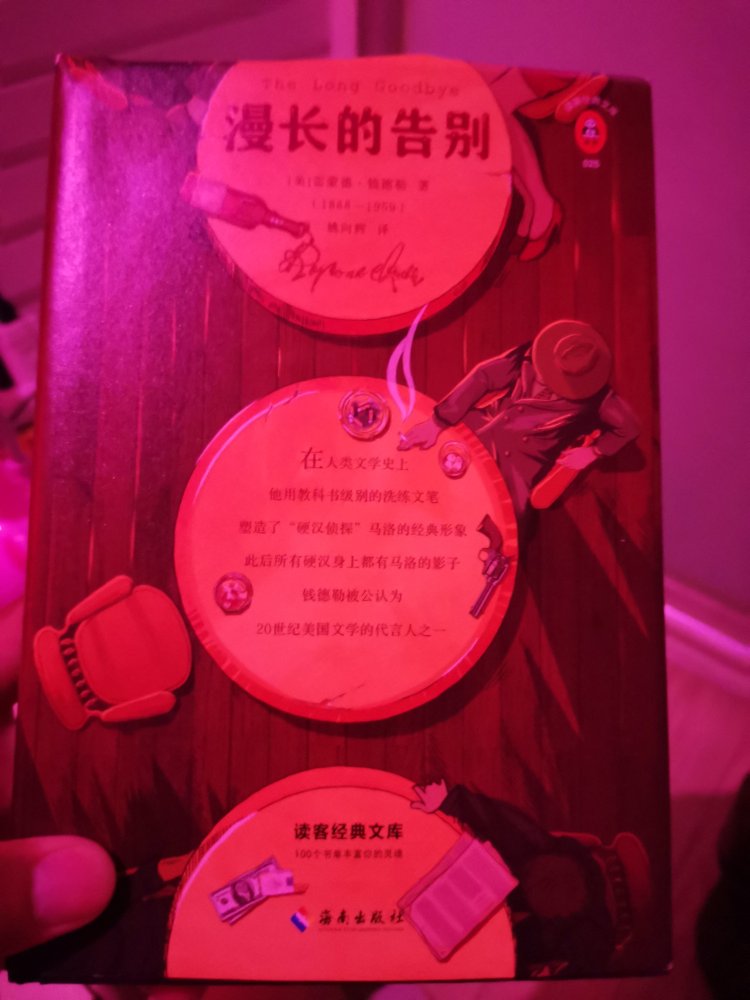 The Long Goodbye
漫长的告别
[美]雷蒙德·钱德勒 著
(1888—1959)
姚向辉 译
025
在人类文学史上
他用教科书级别的洗练文笔
塑造了“硬汉侦探”马洛的经典形象
此后所有硬汉身上都有马洛的影子
钱德勒被公认为
20世纪美国文学的代言人之一
读客经典文库
100个书单丰富你的灵魂
海南出版社